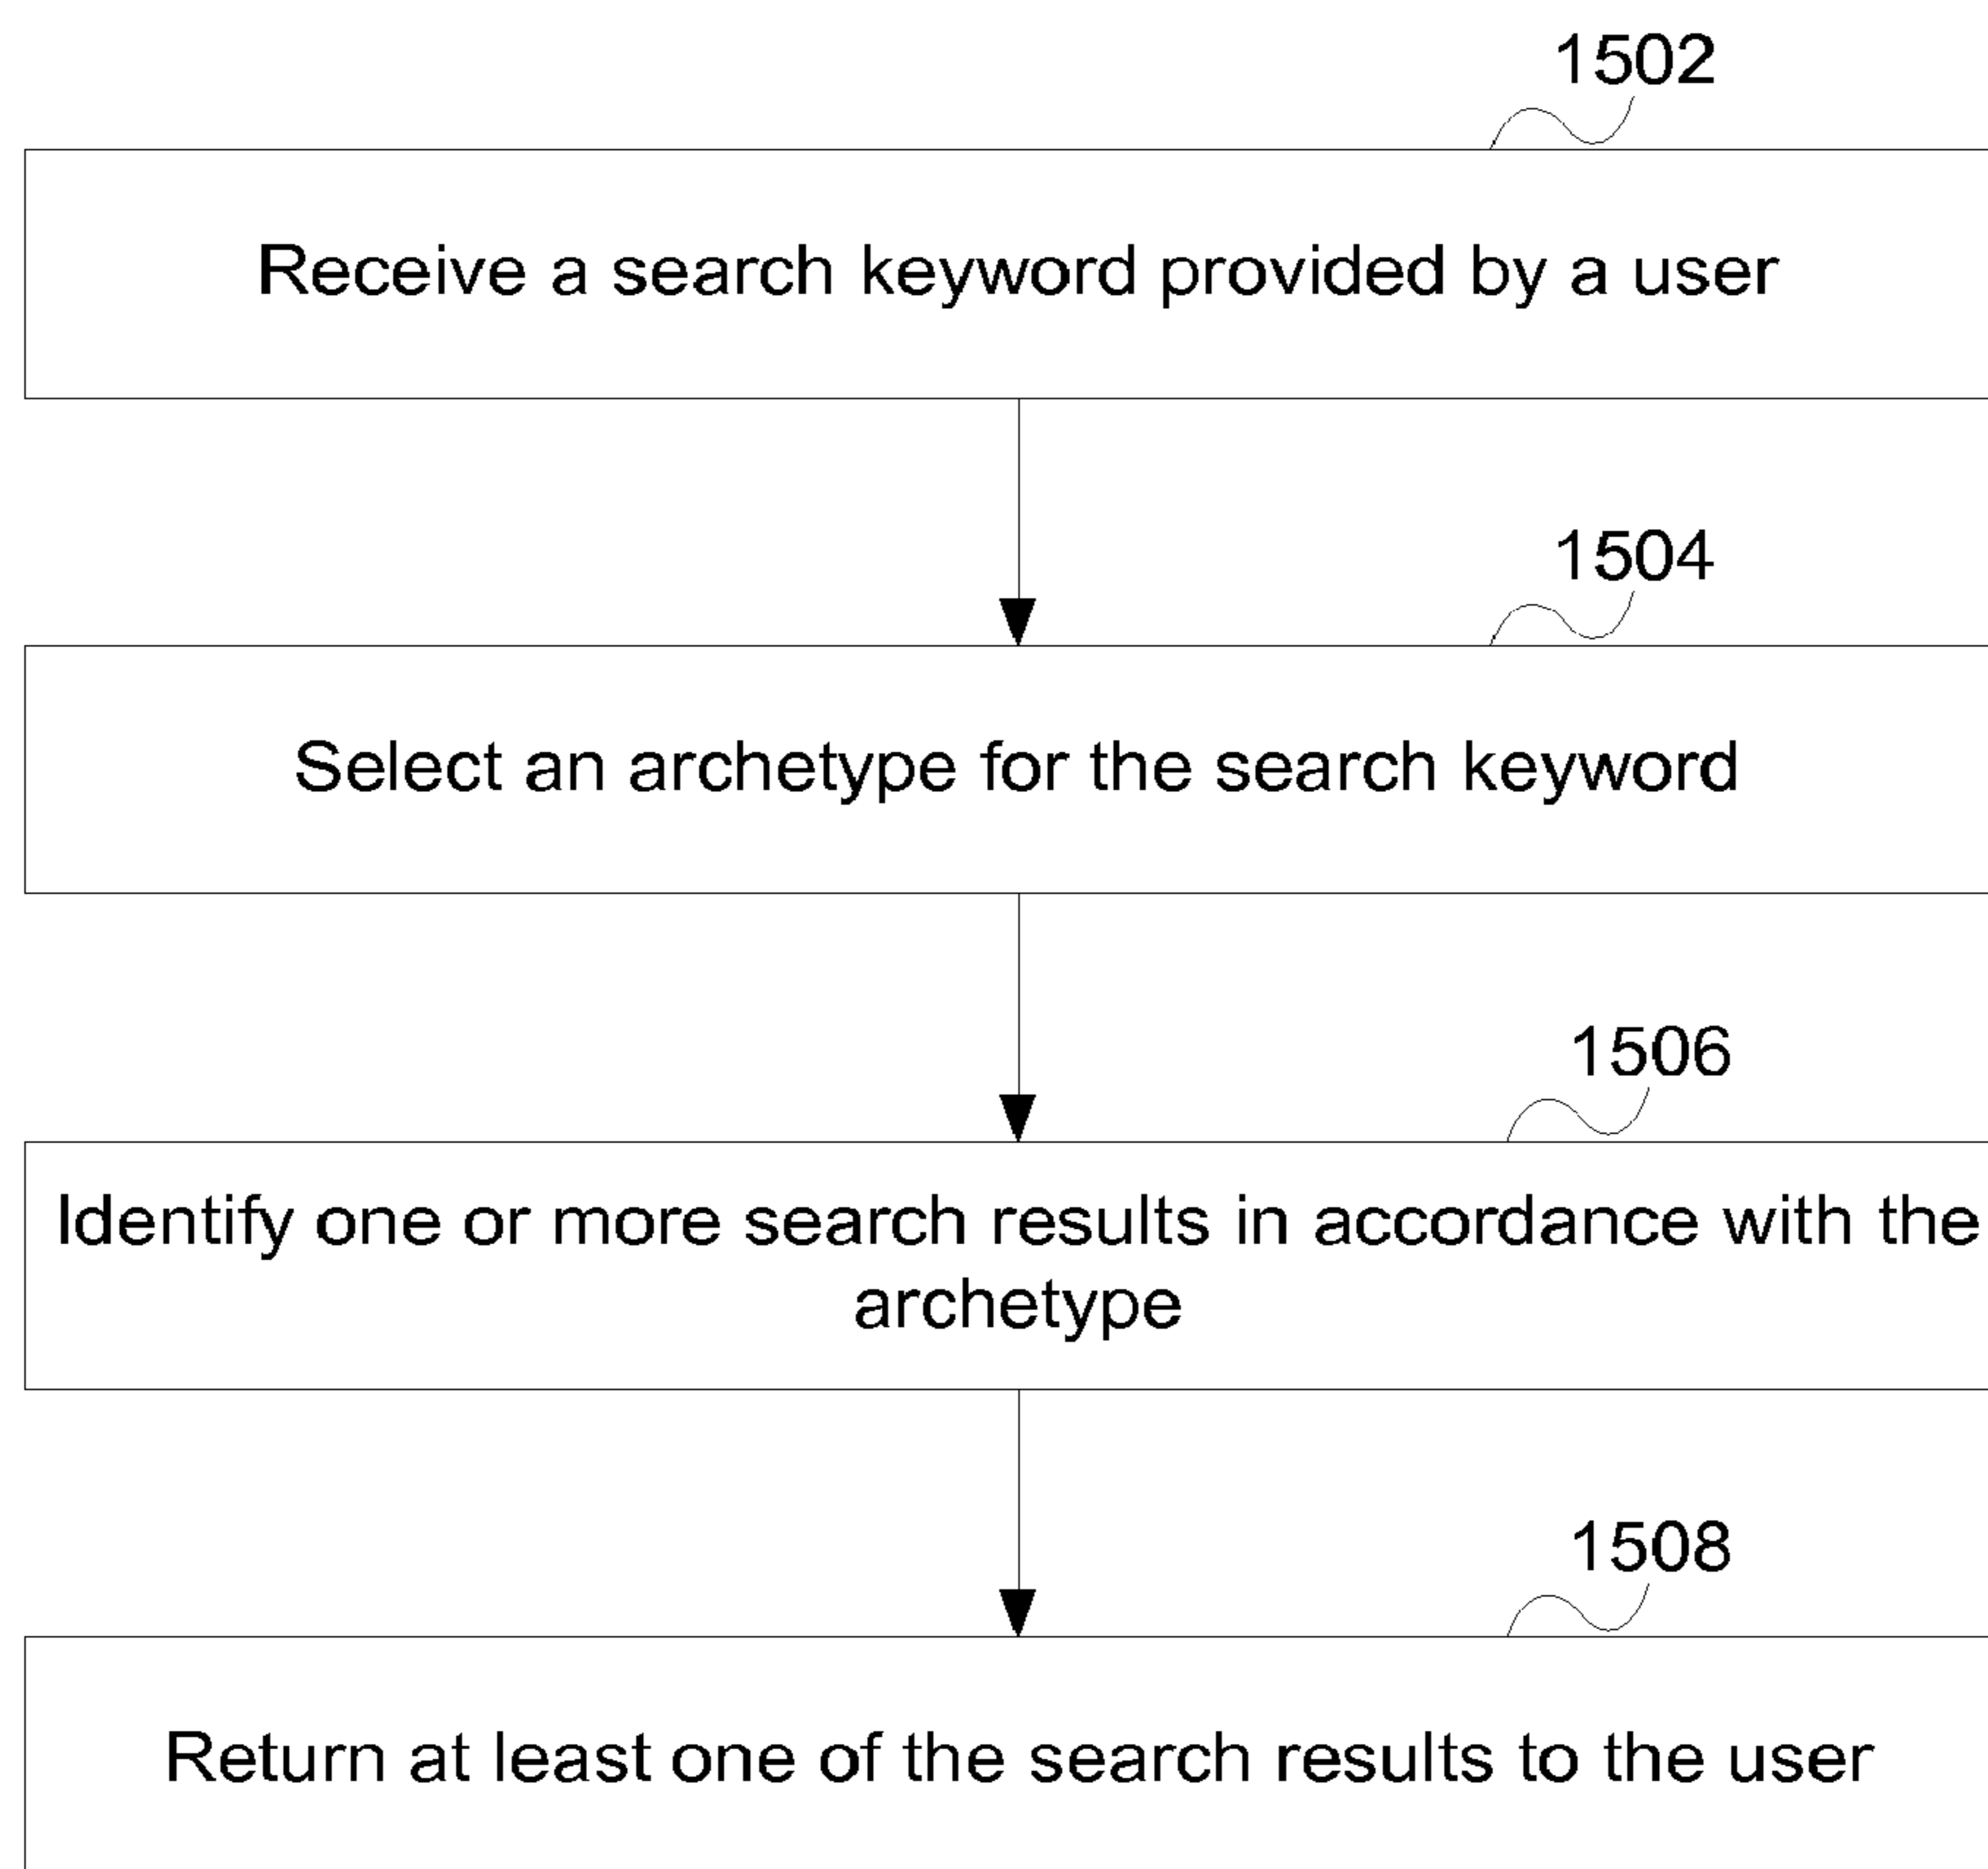 1502
Receive a search keyword provided by a user
1504
Select an archetype for the search keyword
1506
Identify one or more search results in accordance with the
archetype
1508
Return at least one of the search results to the user